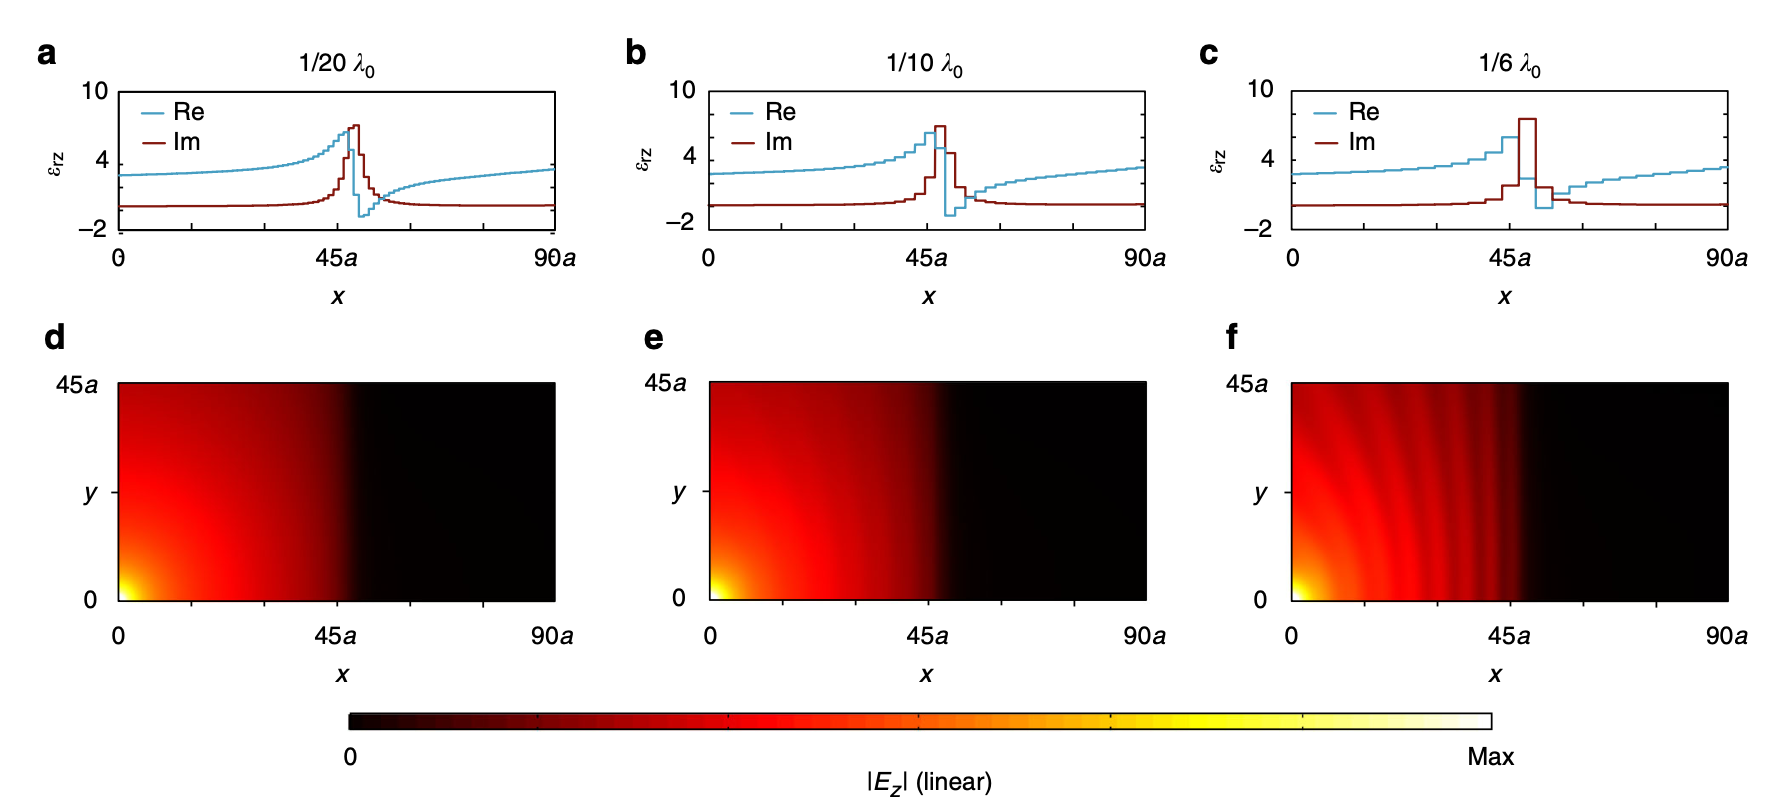 a
1/20 λ0
10
4
−2
εrz
Re
Im
0
45a
90a
x
b
1/10 λ0
10
4
−2
εrz
Re
Im
0
45a
90a
x
c
1/6 λ0
10
4
−2
εrz
Re
Im
0
45a
90a
x
d
45a
y
0
0
45a
90a
x
e
45a
y
0
0
45a
90a
x
f
45a
y
0
0
45a
90a
x
0
Max
|Ez| (linear)